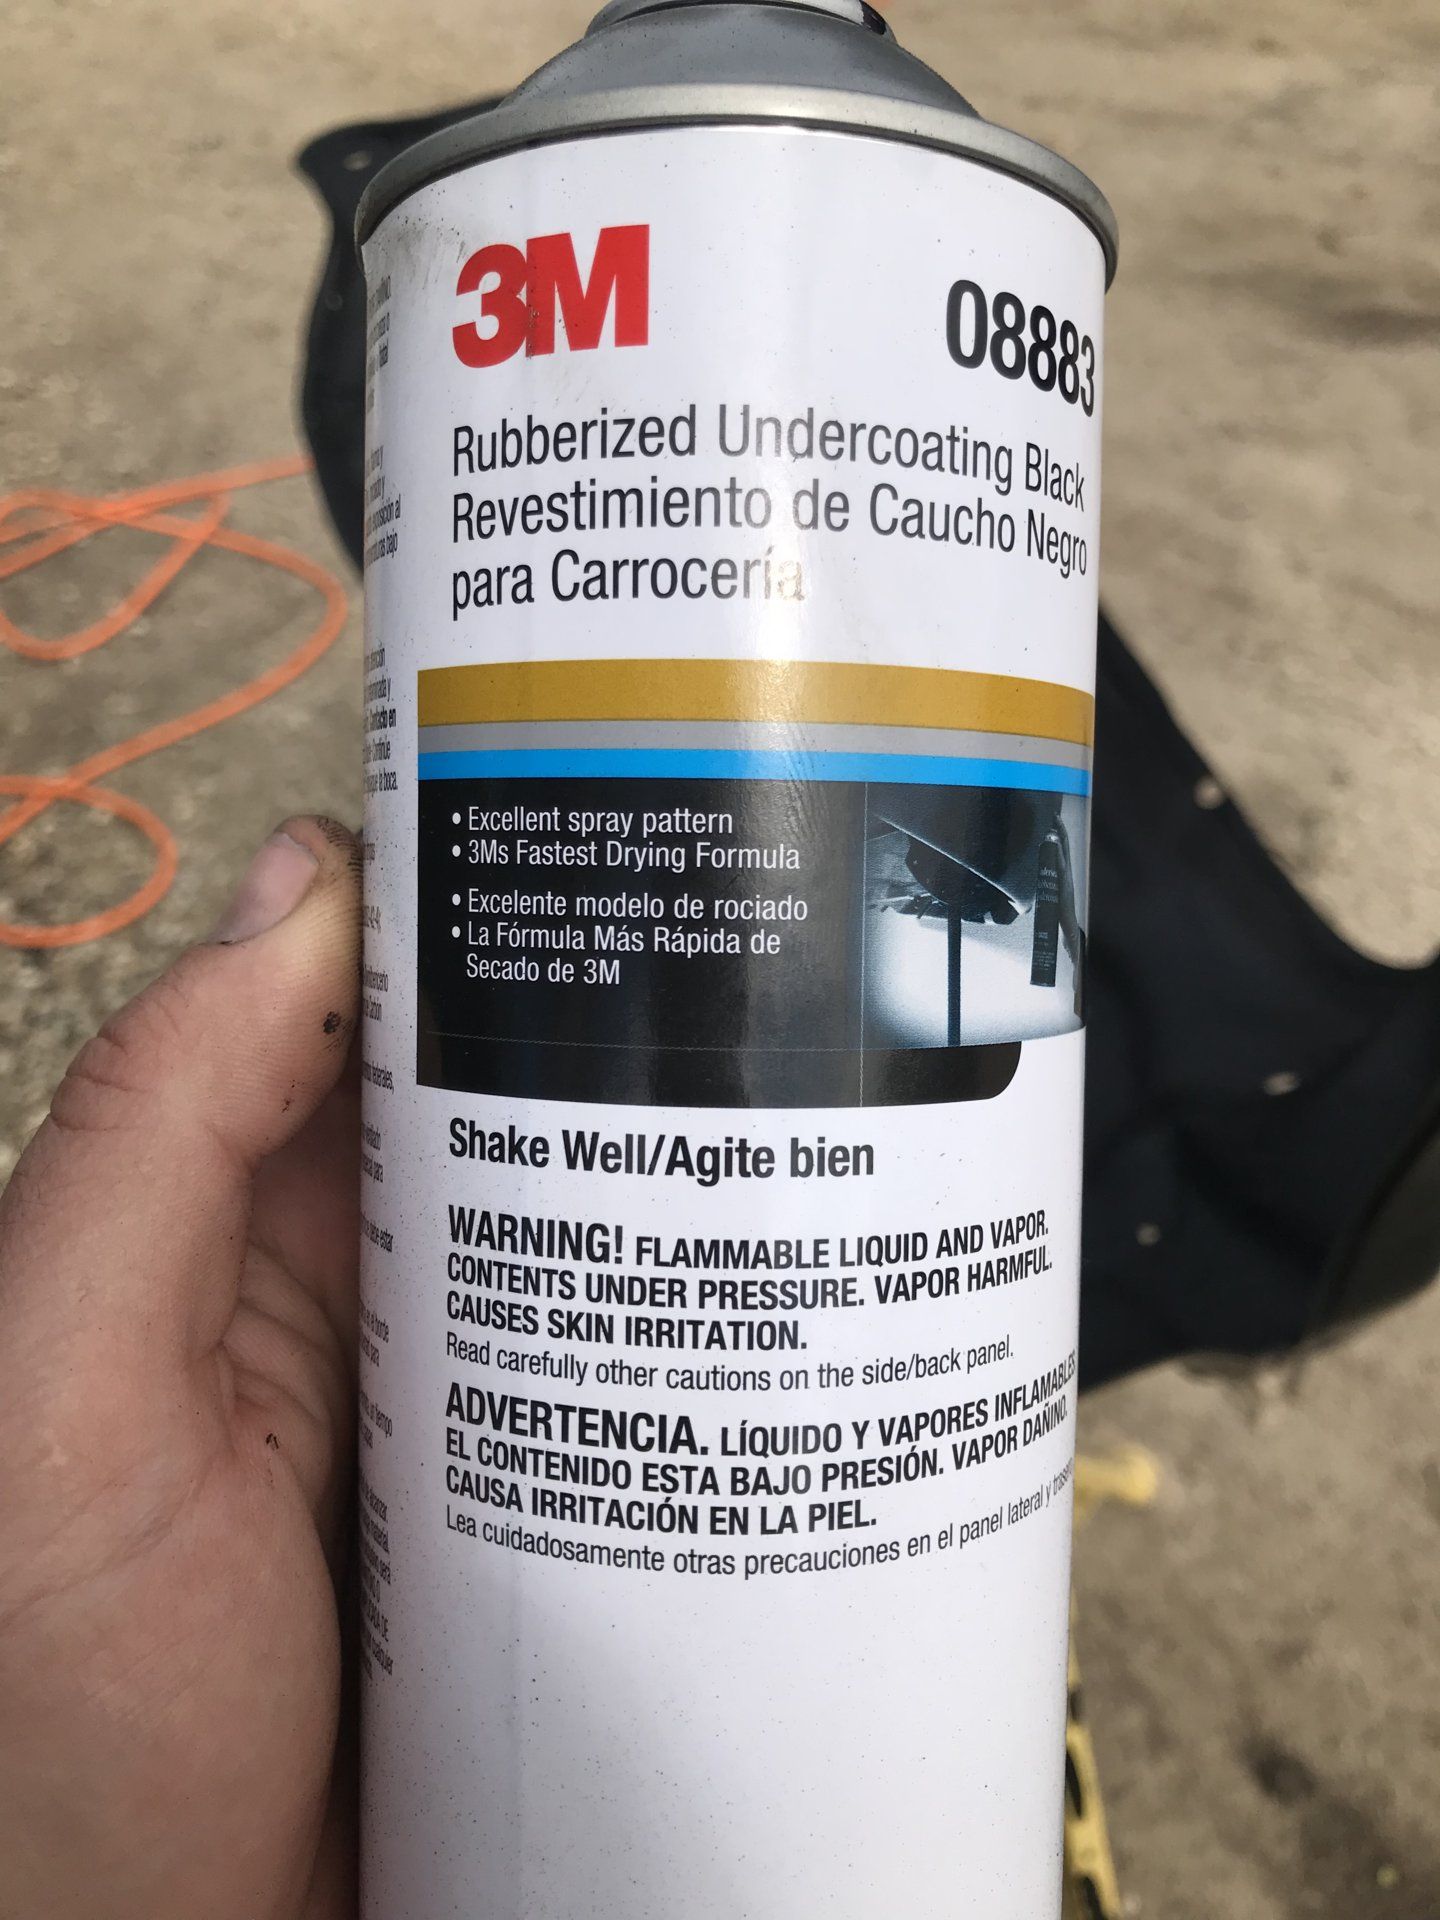 3M
08883
Rubberized Undercoating Black
Revestimiento de Caucho Negro
para Carrocería
• Excellent spray pattern
• 3Ms Fastest Drying Formula
• Excelente modelo de rociado
• La Fórmula Más Rápida de
Secado de 3M
Shake Well/Agite bien
WARNING! FLAMMABLE LIQUID AND VAPOR.
CONTENTS UNDER PRESSURE. VAPOR HARMFUL.
CAUSES SKIN IRRITATION.
Read carefully other cautions on the side/back panel.
ADVERTENCIA. LÍQUIDO Y VAPORES INFLAMABLES
EL CONTENIDO ESTA BAJO PRESIÓN. VAPOR DAÑINO.
CAUSA IRRITACIÓN EN LA PIEL.
Lea cuidadosamente otras precauciones en el panel lateral y
la boca.